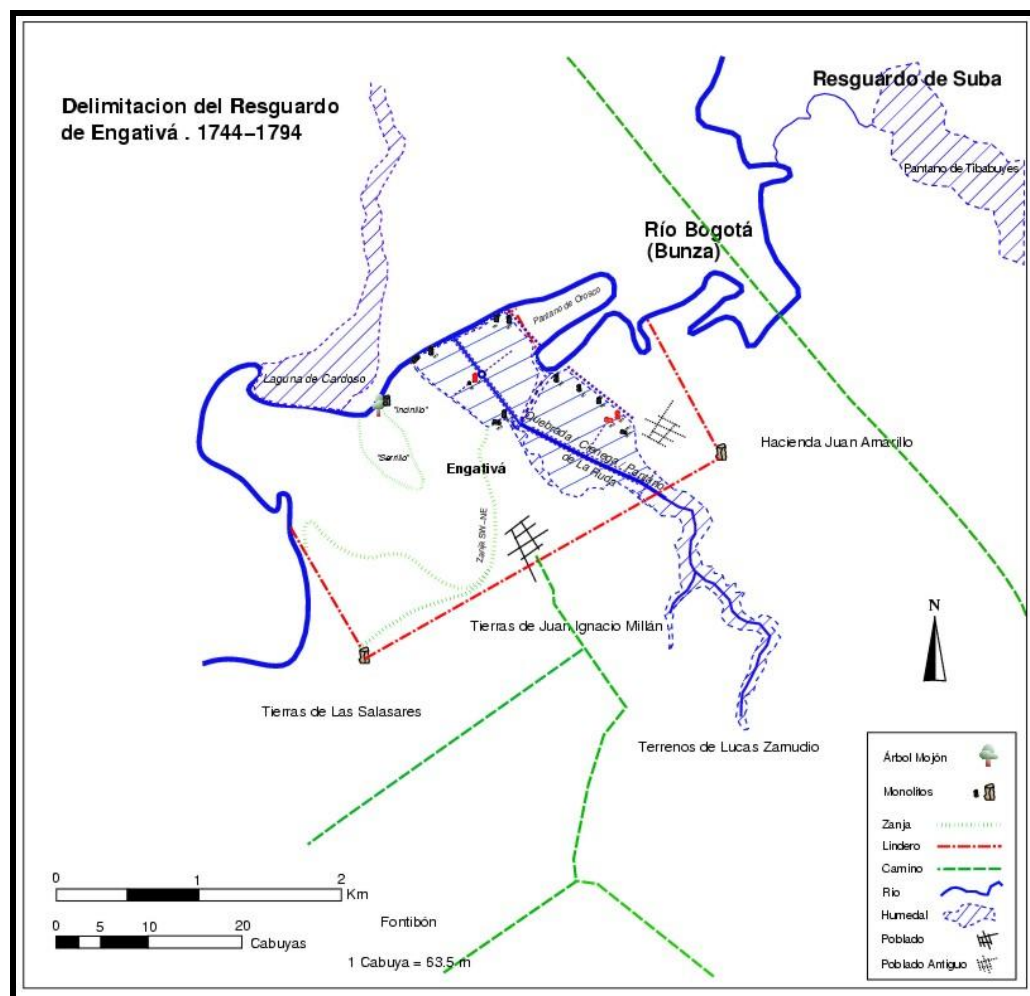 Delimitacion del Resguardo
de Engativá . 1744–1794
Resguardo de Suba
Pantano de Tibabuyes
Río Bogotá
(Bunza)
Pantano de Orosco
Laguna de Cardoso
"Incinillo"
"Serrillo"
Engativá
Quebrada / Cienega / Pantano
de La Ruda
Hacienda Juan Amarillo
Zanja SW–NE
Tierras de Juan Ignacio Millán
Tierras de Las Salasares
Terrenos de Lucas Zamudio
N
Árbol Mojón
Monolitos
Zanja
Lindero
Camino
Río
Humedal
Poblado
Poblado Antiguo
0 1 2
Km
0 5 10 20
Cabuyas
Fontibón
1 Cabuya = 63.5 m